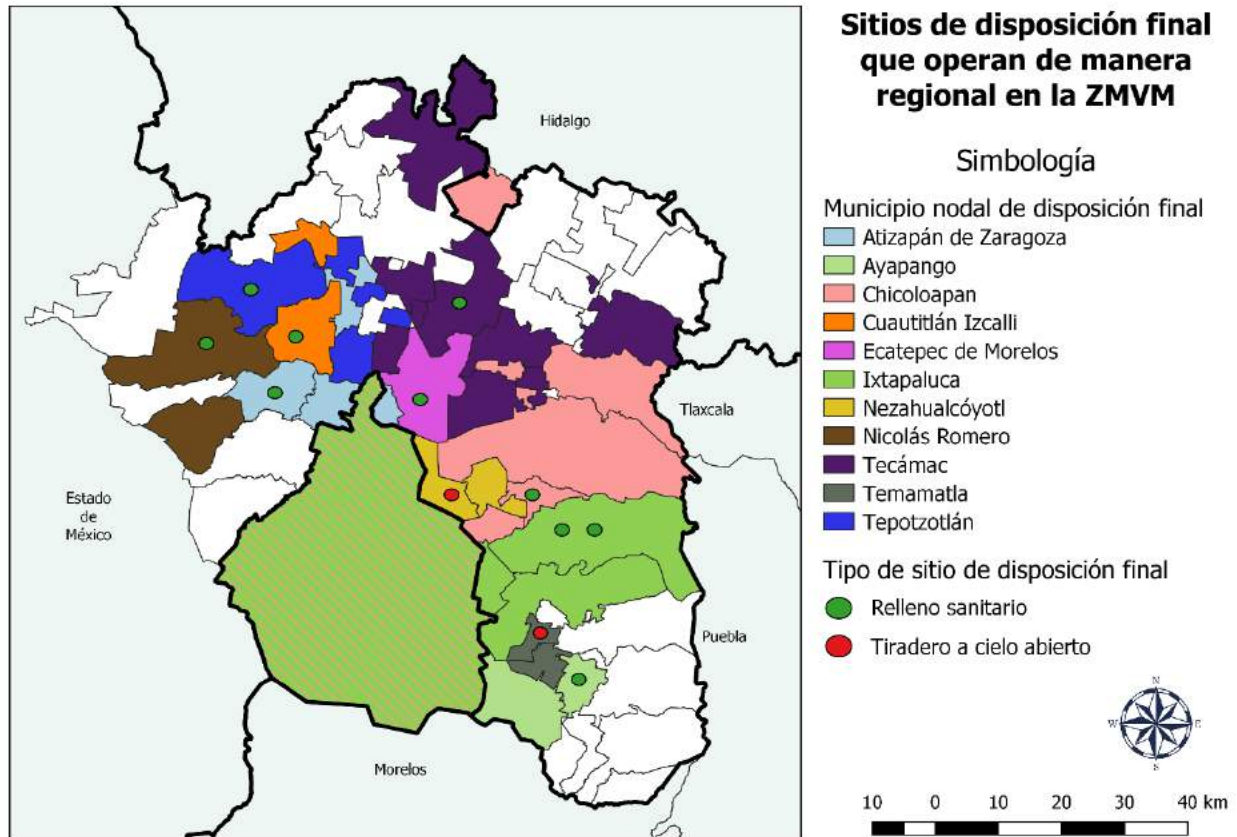 Sitios de disposición final
que operan de manera
regional en la ZMVM
Simbología
Municipio nodal de disposición final
Atizapán de Zaragoza
Ayapango
Chicoloapan
Cuautitlán Izcalli
Ecatepec de Morelos
Ixtapaluca
Nezahualcóyotl
Nicolás Romero
Tecámac
Temamatla
Tepotzotlán
Tipo de sitio de disposición final
Relleno sanitario
Tiradero a cielo abierto
N
W
E
S
10 0 10 20 30 40 km
Hidalgo
Tlaxcala
Estado
de
México
Puebla
Morelos